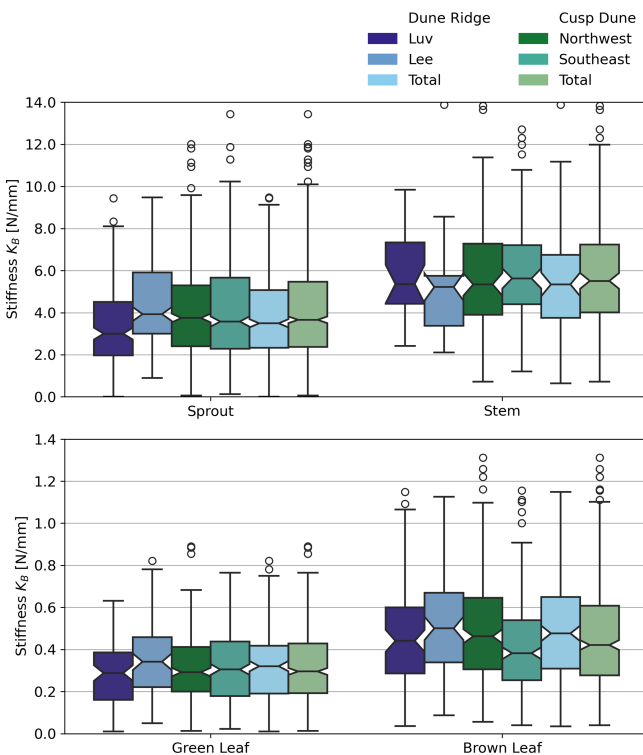 Dune Ridge Cusp Dune
Luv Northwest
Lee Southeast
Total Total
14.0
12.0
10.0
8.0
6.0
4.0
2.0
0.0
Stiffness K_B [N/mm]
Sprout Stem
1.4
1.2
1.0
0.8
0.6
0.4
0.2
0.0
Stiffness K_B [N/mm]
Green Leaf Brown Leaf